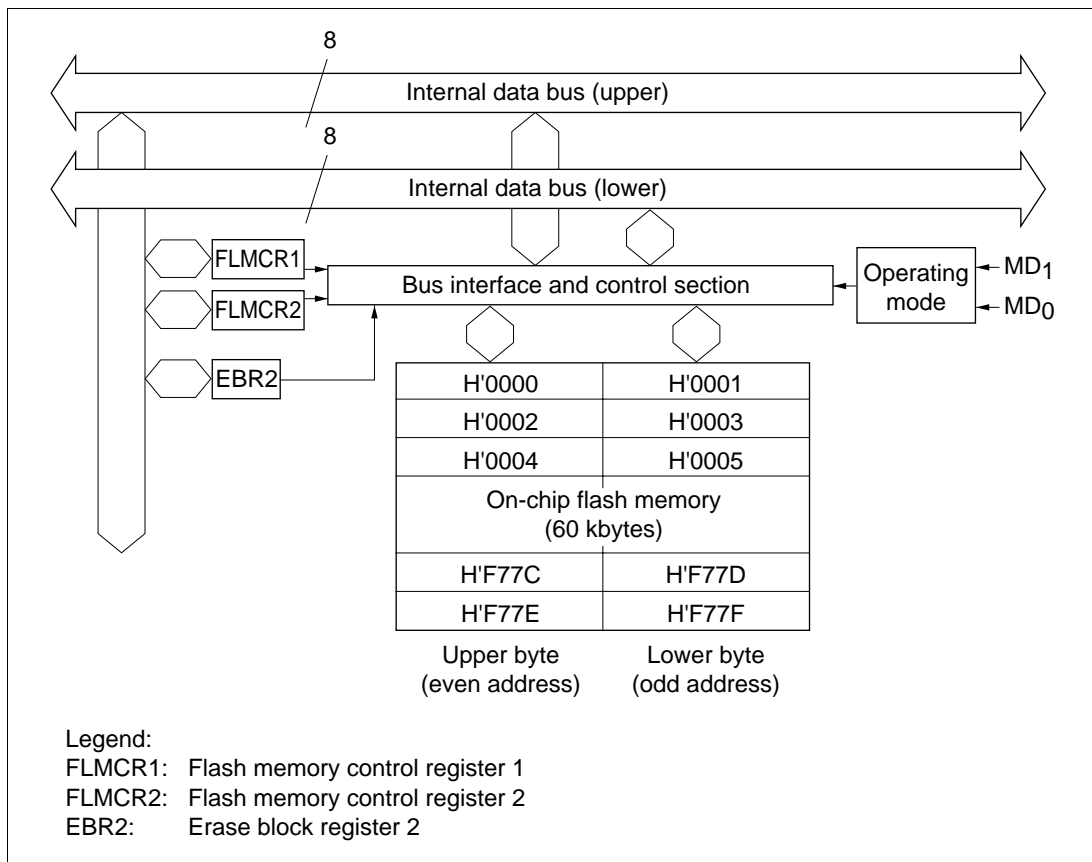 8
Internal data bus (upper)
8
Internal data bus (lower)
FLMCR1
Bus interface and control section
Operating
mode
MD1
FLMCR2
MD0
EBR2
H'0000 H'0001
H'0002 H'0003
H'0004 H'0005
On-chip flash memory
(60 kbytes)
H'F77C H'F77D
H'F77E H'F77F
Upper byte
(even address)
Lower byte
(odd address)
Legend:
FLMCR1: Flash memory control register 1
FLMCR2: Flash memory control register 2
EBR2: Erase block register 2